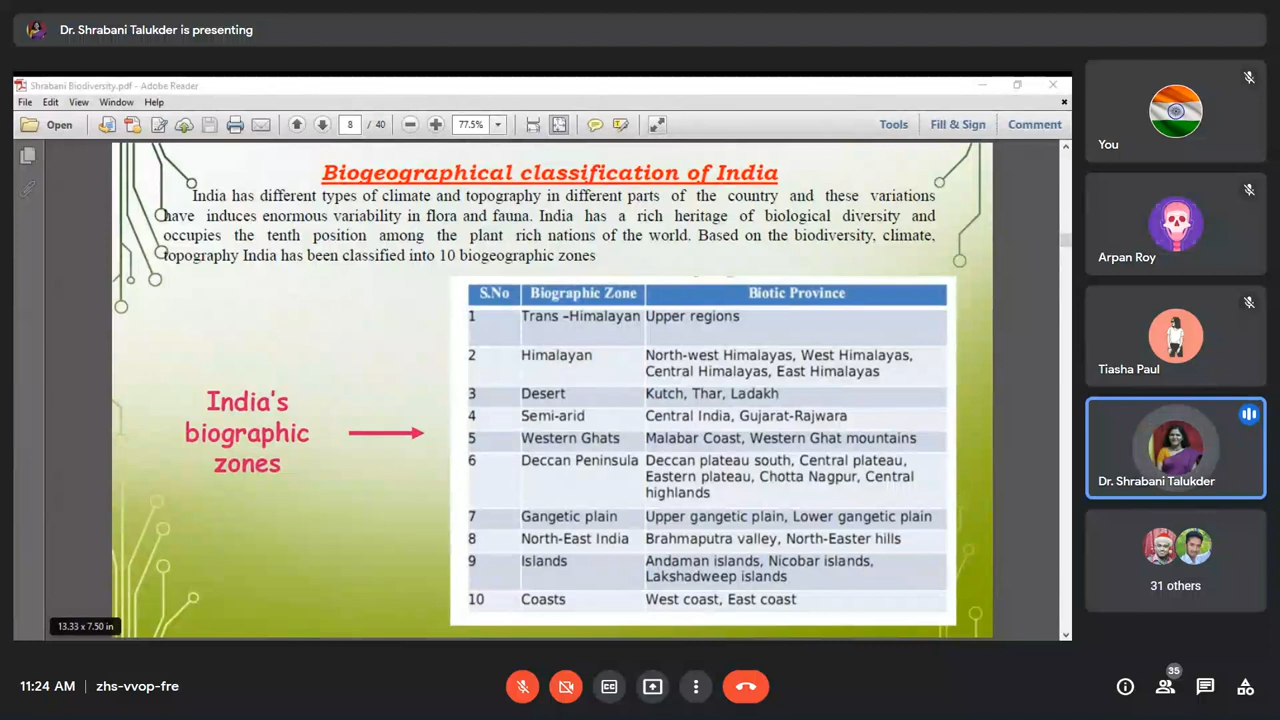 Dr. Shrabani Talukder is presenting
Shrabani Biodiversity.pdf - Adobe Reader
File Edit View Window Help
Open 8 / 40 77.5% Tools Fill & Sign Comment
Biogeographical classification of India
India has different types of climate and topography in different parts of the country and these variations
have induces enormous variability in flora and fauna. India has a rich heritage of biological diversity and
occupies the tenth position among the plant rich nations of the world. Based on the biodiversity, climate,
topography India has been classified into 10 biogeographic zones
India's
biographic
zones
S.No Biographic Zone Biotic Province
1 Trans –Himalayan Upper regions
2 Himalayan North-west Himalayas, West Himalayas,
Central Himalayas, East Himalayas
3 Desert Kutch, Thar, Ladakh
4 Semi-arid Central India, Gujarat-Rajwara
5 Western Ghats Malabar Coast, Western Ghat mountains
6 Deccan Peninsula Deccan plateau south, Central plateau,
Eastern plateau, Chotta Nagpur, Central
highlands
7 Gangetic plain Upper gangetic plain, Lower gangetic plain
8 North-East India Brahmaputra valley, North-Easter hills
9 Islands Andaman islands, Nicobar islands,
Lakshadweep islands
10 Coasts West coast, East coast
13.33 x 7.50 in
You
Arpan Roy
Tiasha Paul
Dr. Shrabani Talukder
31 others
11:24 AM | zhs-vvop-fre
CC
35